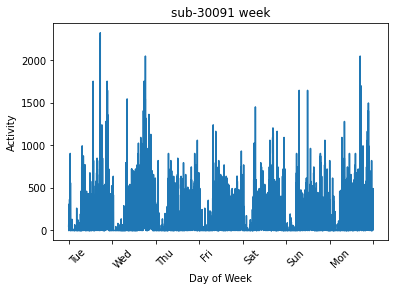 sub-30091 week
2000
1500
1000
500
0
Activity
Tue
Wed
Thu
Fri
Sat
Sun
Mon
Day of Week